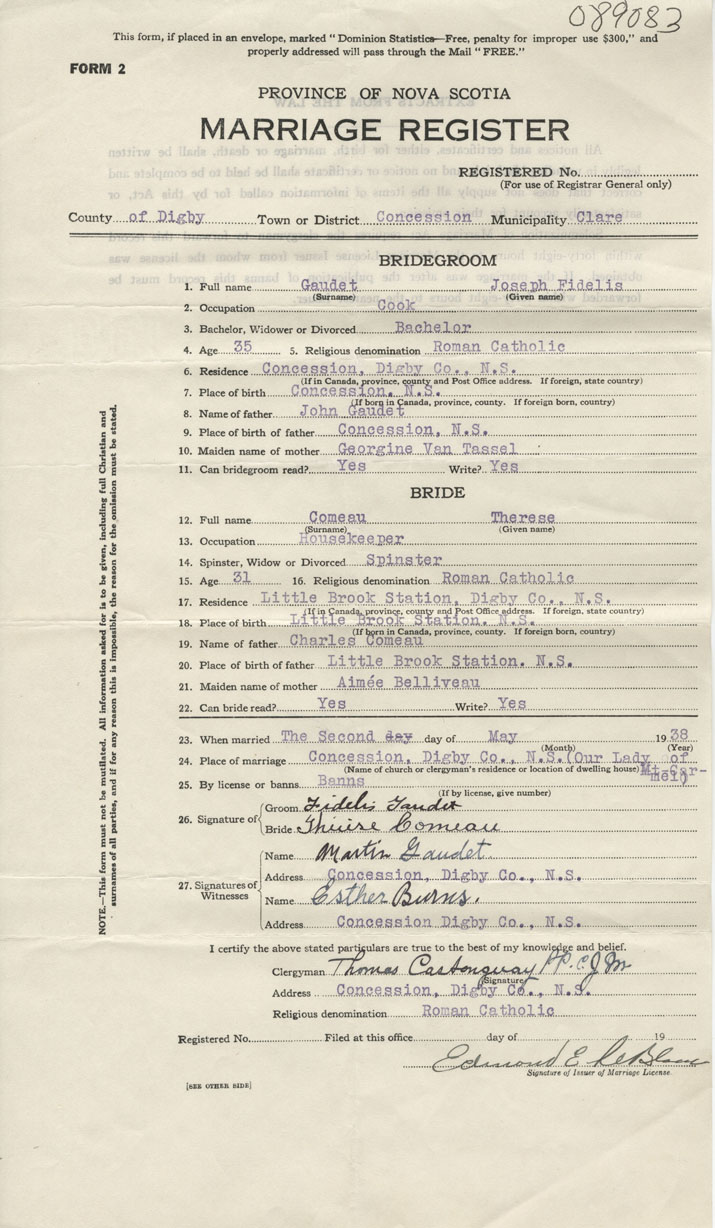 089083
This form, if placed in an envelope, marked "Dominion Statistics—Free, penalty for improper use $300," and
properly addressed will pass through the Mail "FREE."
FORM 2
PROVINCE OF NOVA SCOTIA
MARRIAGE REGISTER
REGISTERED No.
(For use of Registrar General only)
County of Digby Town or District Concession Municipality Clare
BRIDEGROOM
1. Full name Gaudet Joseph Fidelis
(Surname) (Given name)
2. Occupation Cook
3. Bachelor, Widower or Divorced Bachelor
4. Age 35 5. Religious denomination Roman Catholic
6. Residence Concession, Digby Co., N.S.
(If in Canada, province, county and Post Office address. If foreign, state country)
7. Place of birth Concession, N.S.
(If born in Canada, province, county. If foreign born, country)
8. Name of father John Gaudet
9. Place of birth of father Concession, N.S.
10. Maiden name of mother Georgine Van Tassel
11. Can bridegroom read? Yes Write? Yes
BRIDE
12. Full name Comeau Therese
(Surname) (Given name)
13. Occupation Housekeeper
14. Spinster, Widow or Divorced Spinster
15. Age 31 16. Religious denomination Roman Catholic
17. Residence Little Brook Station, Digby Co., N.S.
(If in Canada, province, county and Post Office address. If foreign, state country)
18. Place of birth Little Brook Station. N.S.
(If born in Canada, province, county. If foreign born, country)
19. Name of father Charles Comeau
20. Place of birth of father Little Brook Station. N.S.
21. Maiden name of mother Aimée Belliveau
22. Can bride read? Yes Write? Yes
23. When married The Second day day of May 1938
(Month) (Year)
24. Place of marriage Concession, Digby Co., N.S.(Our Lady of
(Name of church or clergyman's residence or location of dwelling house) Mt-Car-
mel)
25. By license or banns Banns
(If by license, give number)
26. Signature of
Groom Fidelis Gaudet
Bride Thérèse Comeau
27. Signatures of Witnesses
Name Martin Gaudet.
Address Concession, Digby Co., N.S.
Name Esther Burns.
Address Concession Digby Co., N.S.
I certify the above stated particulars are true to the best of my knowledge and belief.
Clergyman Thomas Castonguay P.P. C.J.M
Signature
Address Concession, Digby Co., N.S.
Religious denomination Roman Catholic
Registered No. Filed at this office day of 19
Edmond E LeBlanc
Signature of Issuer of Marriage License.
[SEE OTHER SIDE]
NOTE.—This form must not be mutilated. All information asked for is to be given, including full Christian and
surnames of all parties, and if for any reason this is impossible, the reason for the omission must be stated.